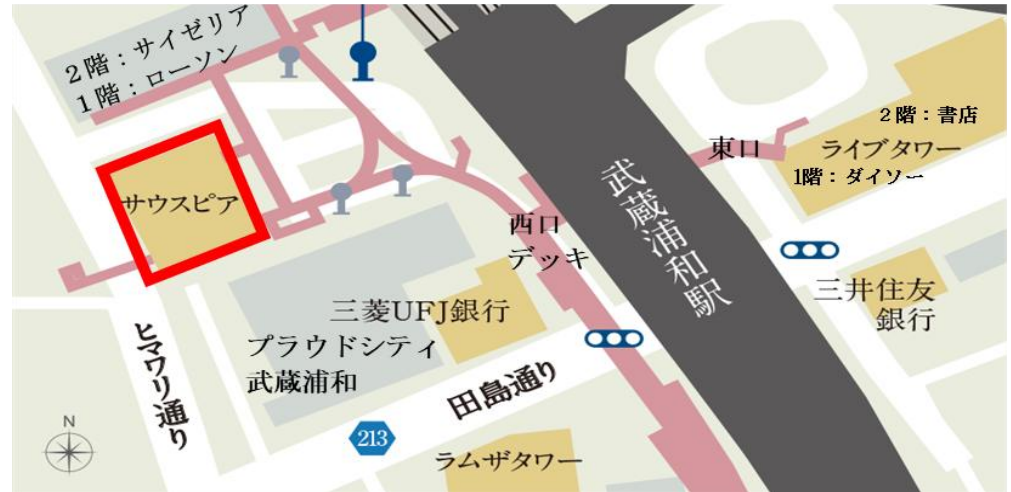 2階：サイゼリア
1階：ローソン
サウスピア
2階：書店
東口
ライブタワー
1階：ダイソー
武蔵浦和駅
西口
デッキ
三井住友
銀行
三菱UFJ銀行
プラウドシティ
武蔵浦和
ヒマワリ通り
田島通り
N
213
ラムザタワー